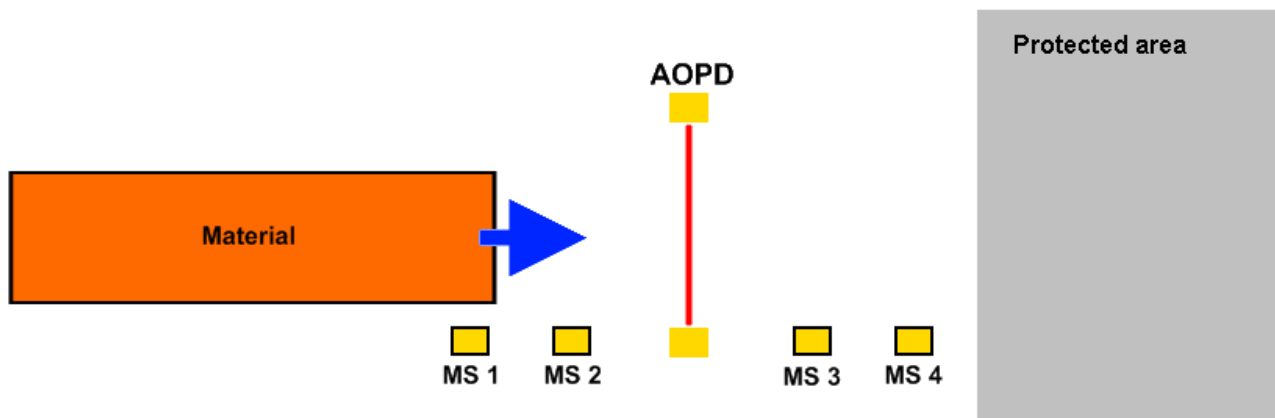 Protected area
AOPD
Material
MS 1
MS 2
MS 3
MS 4